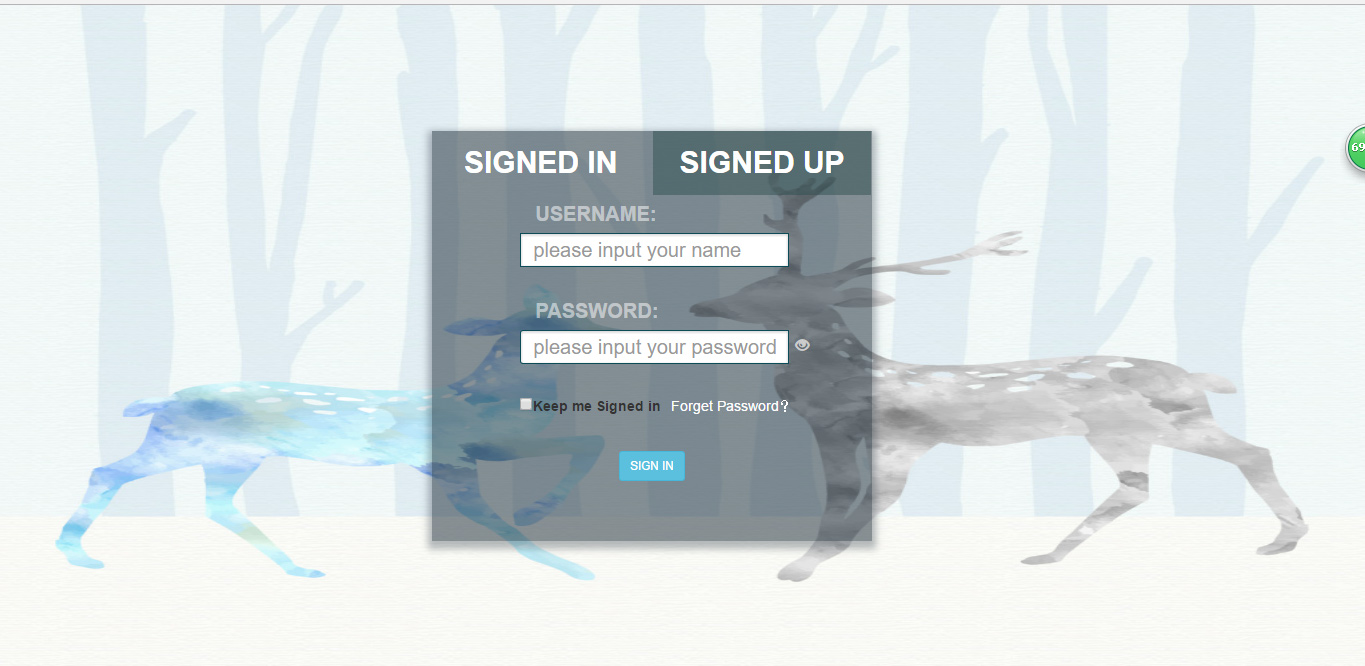 SIGNED IN SIGNED UP
USERNAME:
please input your name
PASSWORD:
please input your password
Keep me Signed in Forget Password?
SIGN IN
69